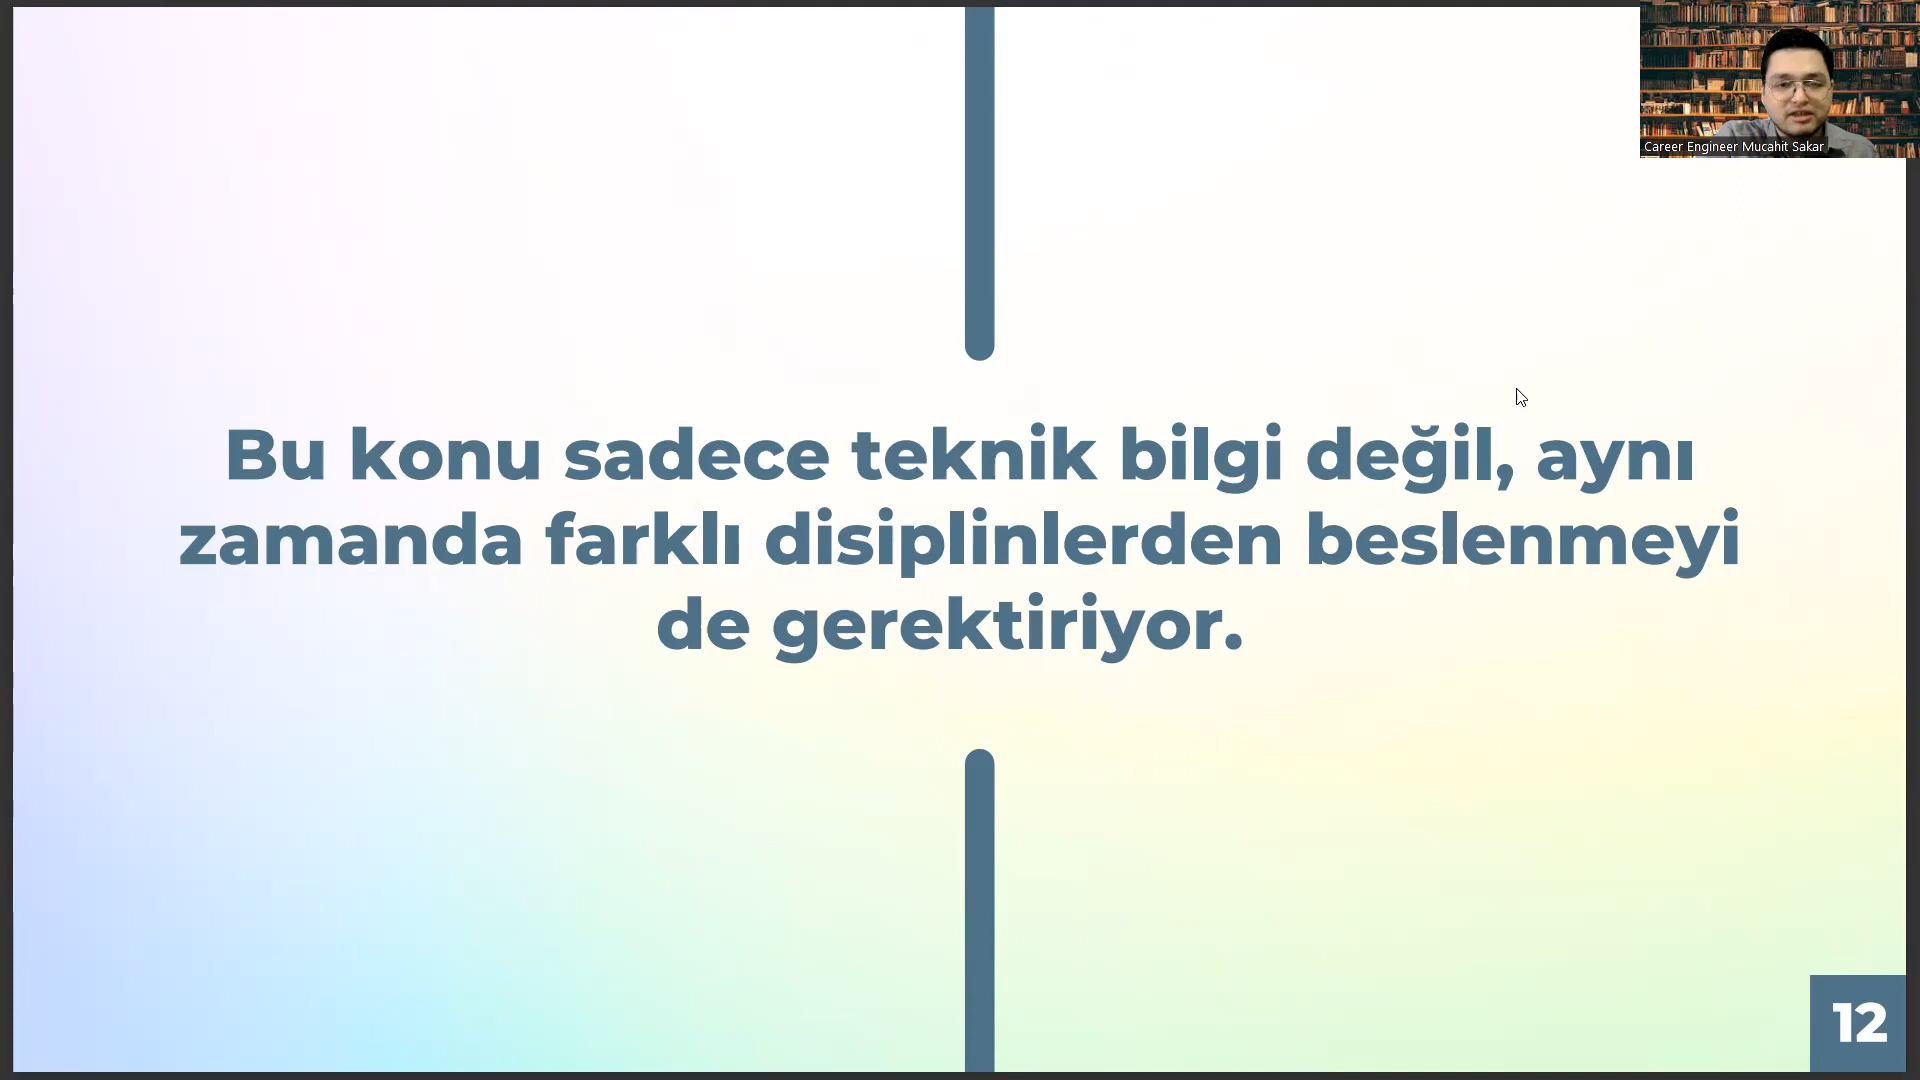 Career Engineer Mucahit Sakar
Bu konu sadece teknik bilgi değil, aynı
zamanda farklı disiplinlerden beslenmeyi
de gerektiriyor.
12